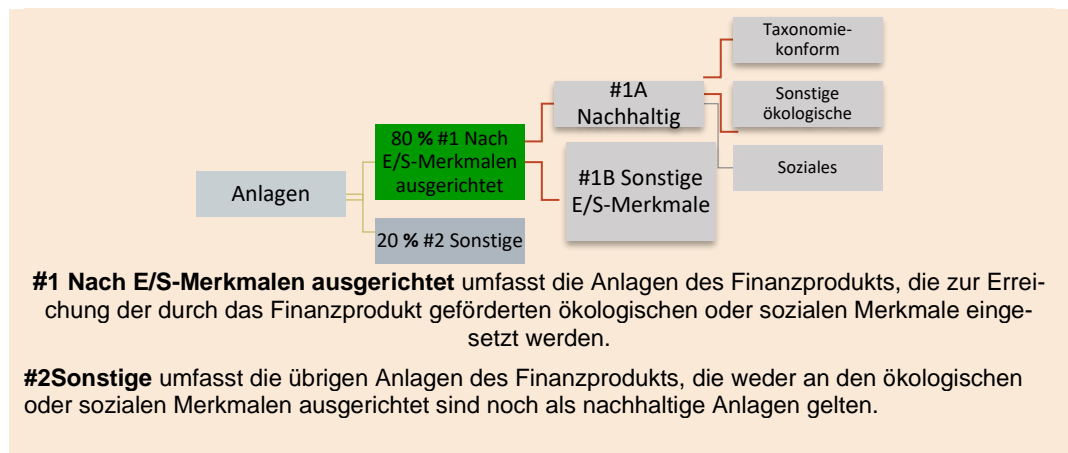 Anlagen
80 % #1 Nach
E/S-Merkmalen
ausgerichtet
20 % #2 Sonstige
#1A
Nachhaltig
#1B Sonstige
E/S-Merkmale
Taxonomie-
konform
Sonstige
ökologische
Soziales
#1 Nach E/S-Merkmalen ausgerichtet umfasst die Anlagen des Finanzprodukts, die zur Errei-
chung der durch das Finanzprodukt geförderten ökologischen oder sozialen Merkmale einge-
setzt werden.
#2Sonstige umfasst die übrigen Anlagen des Finanzprodukts, die weder an den ökologischen
oder sozialen Merkmalen ausgerichtet sind noch als nachhaltige Anlagen gelten.